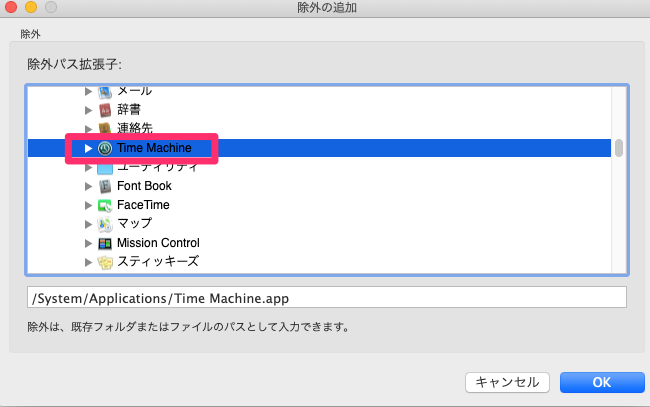 除外の追加
除外
除外パス拡張子:
メール
辞書
連絡先
Time Machine
ユーティリティ
Font Book
FaceTime
マップ
Mission Control
スティッキーズ
/System/Applications/Time Machine.app
除外は、既存フォルダまたはファイルのパスとして入力できます。
キャンセル
OK